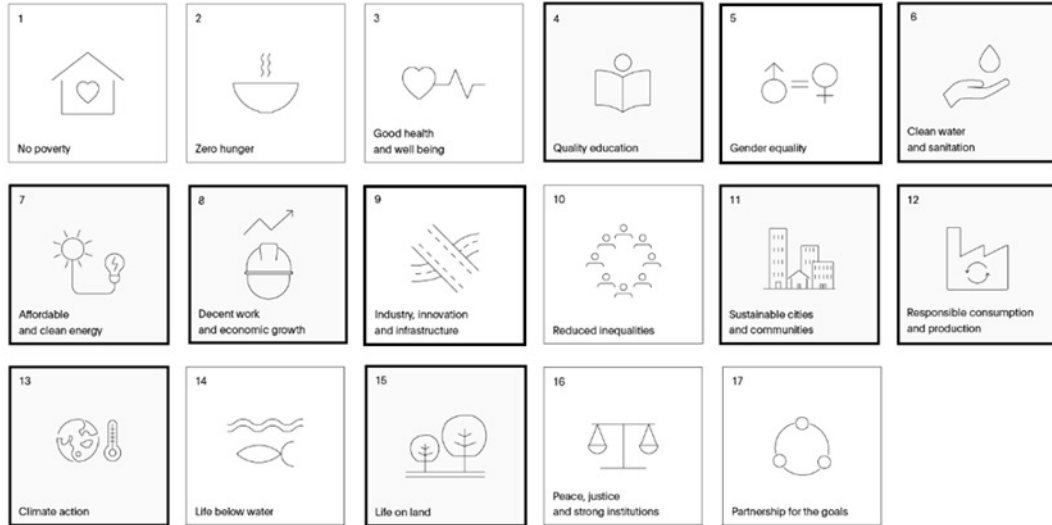 1
No poverty
2
Zero hunger
3
Good health
and well being
4
Quality education
5
Gender equality
6
Clean water
and sanitation
7
Affordable
and clean energy
8
Decent work
and economic growth
9
Industry, innovation
and infrastructure
10
Reduced inequalities
11
Sustainable cities
and communities
12
Responsible consumption
and production
13
Climate action
14
Life below water
15
Life on land
16
Peace, justice
and strong institutions
17
Partnership for the goals